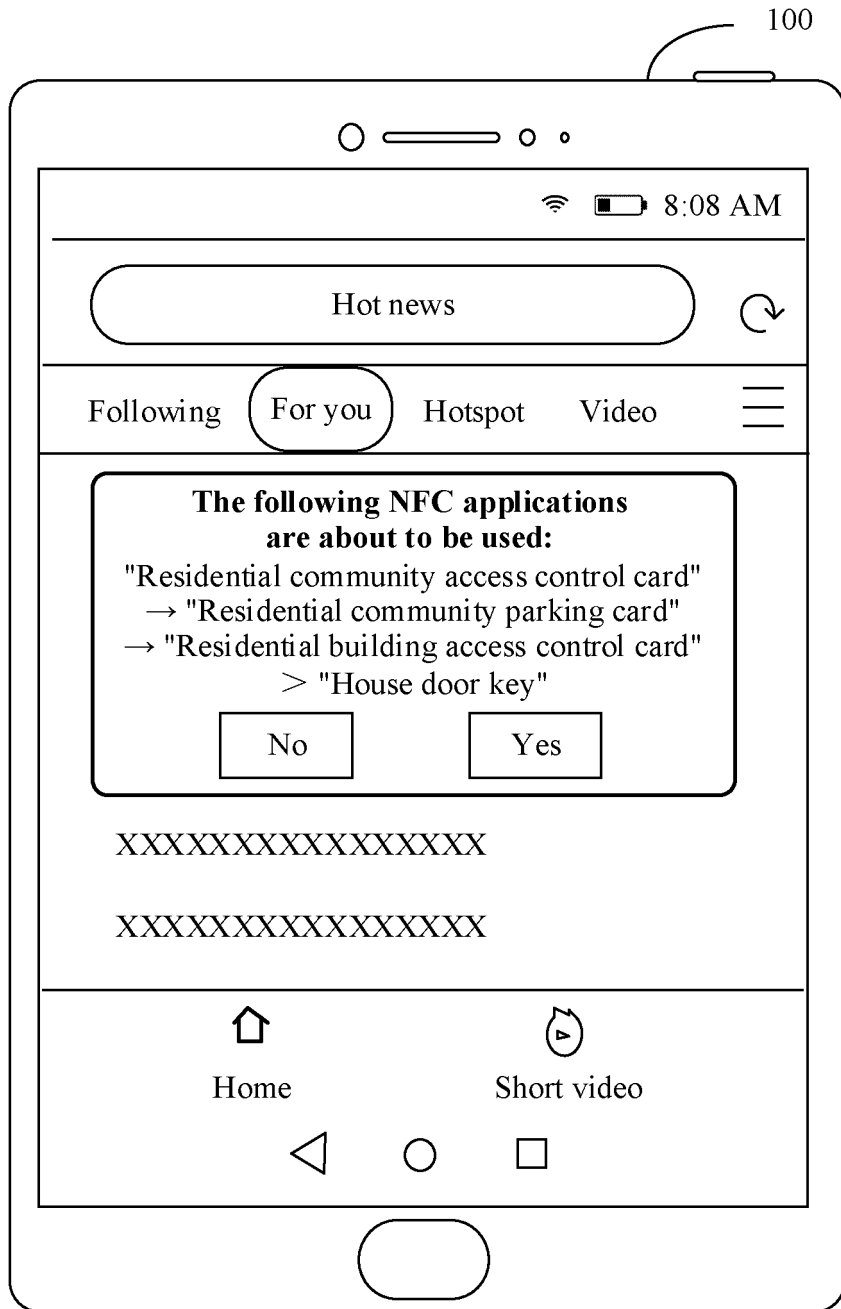 100
8:08 AM
Hot news
Following For you Hotspot Video
The following NFC applications
are about to be used:
"Residential community access control card"
→ "Residential community parking card"
→ "Residential building access control card"
> "House door key"
No Yes
XXXXXXXXXXXXXXXX
XXXXXXXXXXXXXXXX
Home Short video